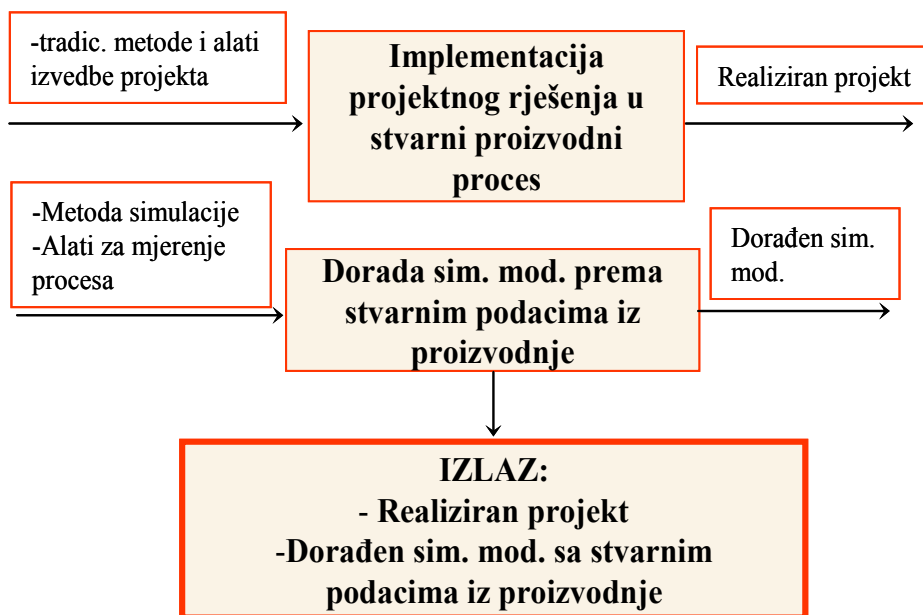 -tradic. metode i alati
izvedbe projekta
Implementacija
projektnog rješenja u
stvarni proizvodni
proces
Realiziran projekt
-Metoda simulacije
-Alati za mjerenje
procesa
Dorada sim. mod. prema
stvarnim podacima iz
proizvodnje
Dorađen sim.
mod.
IZLAZ:
- Realiziran projekt
-Dorađen sim. mod. sa stvarnim
podacima iz proizvodnje